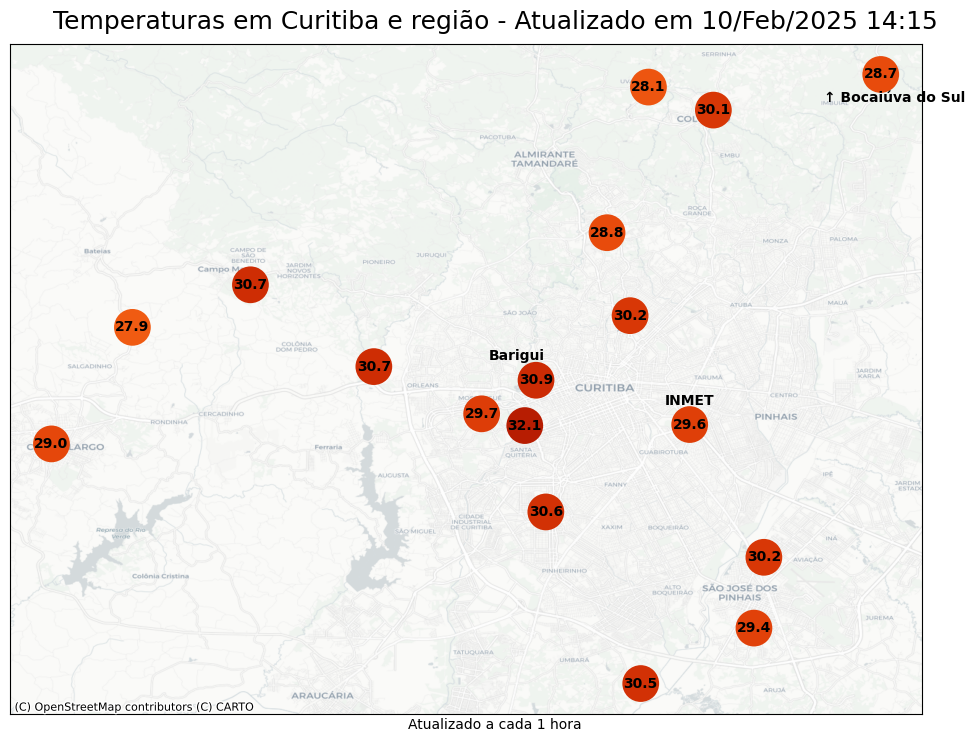 Temperaturas em Curitiba e região - Atualizado em 10/Feb/2025 14:15
SERRINHA
28.7
28.1
↑ Bocaiúva do Sul
30.1
PACOTUBA
ALMIRANTE
TAMANDARÉ
EMBU
ROÇA
GRANDE
28.8
MONZA
PALOMA
Bateias
CAMPO DE
SÃO
BENEDITO
JURUQUI
PIONEIRO
JARDIM
NOVOS
HORIZONTES
30.7
ATUBA
MAUÁ
SÃO JOÃO
30.2
27.9
COLÔNIA
DOM PEDRO
Barigui
SALGADINHO
30.7
JARDIM
KARLA
TARUMÃ
30.9
ORLEANS
CURITIBA
CENTRO
INMET
CERCADINHO
29.7
PINHAIS
RONDINHA
32.1
29.6
29.0
Ferraria
SANTA
QUITÉRIA
GUABIROTUBA
AUGUSTA
IPÊ
FANNY
JARDIM
ESTAD
30.6
CIDADE
INDUSTRIAL
DE CURITIBA
XAXIM
BOQUEIRÃO
SÃO MIGUEL
Represa do Rio
Verde
INÁ
30.2
AVIAÇÃO
PINHEIRINHO
Colônia Cristina
ALTO
BOQUEIRÃO
SÃO JOSÉ DOS
PINHAIS
JUREMA
29.4
TATUQUARA
UMBARÁ
30.5
ARUJÁ
ARAUCÁRIA
(C) OpenStreetMap contributors (C) CARTO
Atualizado a cada 1 hora